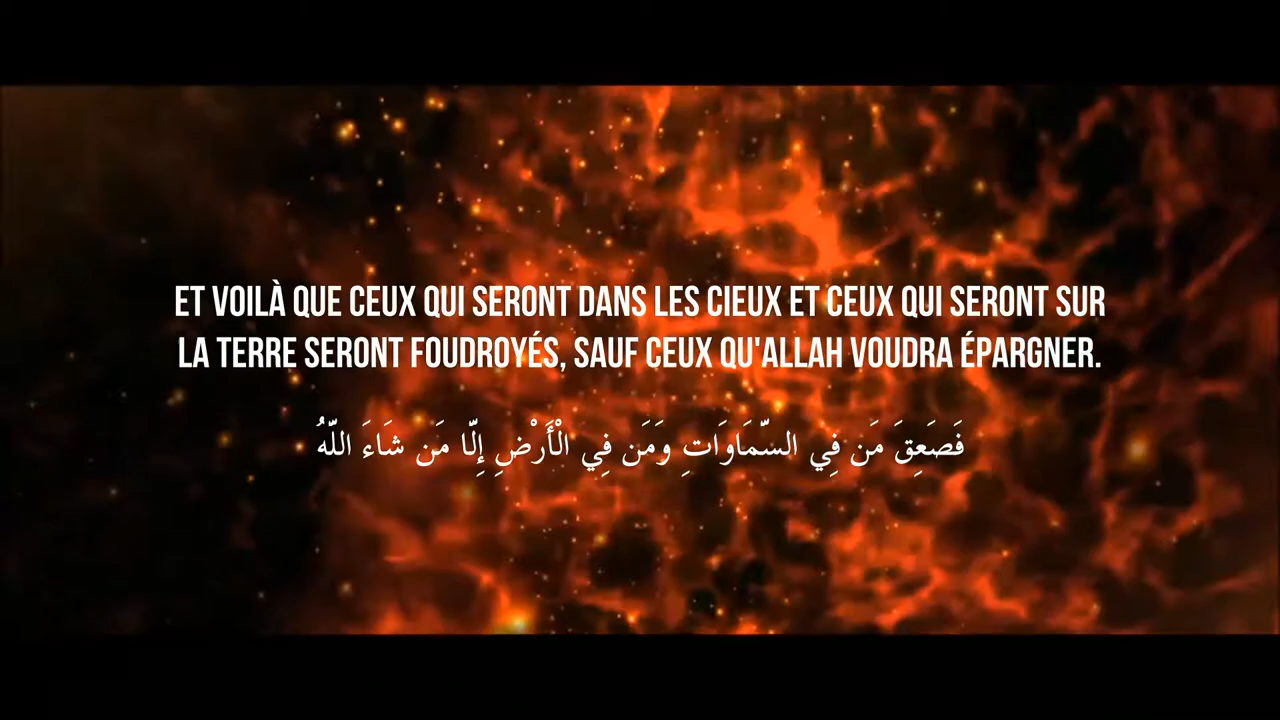 ET VOILÀ QUE CEUX QUI SERONT DANS LES CIEUX ET CEUX QUI SERONT SUR
LA TERRE SERONT FOUDROYÉS, SAUF CEUX QU'ALLAH VOUDRA ÉPARGNER.
فَصَعِقَ مَن فِي السَّمَاوَاتِ وَمَن فِي الْأَرْضِ إِلَّا مَن شَاءَ اللَّهُ